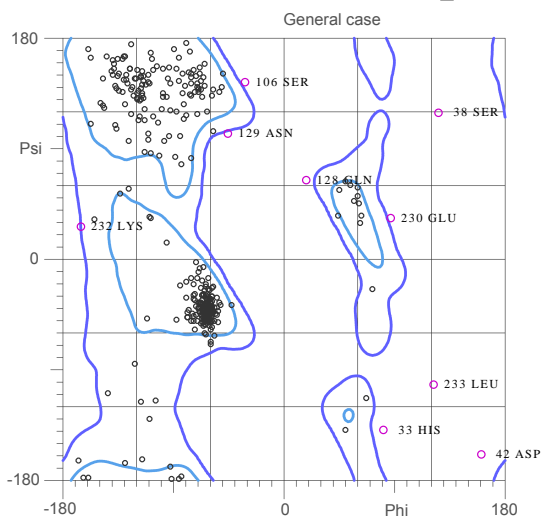 General case
180
106 SER
38 SER
129 ASN
Psi
128 GLN
230 GLU
232 LYS
0
233 LEU
33 HIS
42 ASP
-180
-180
0
Phi
180